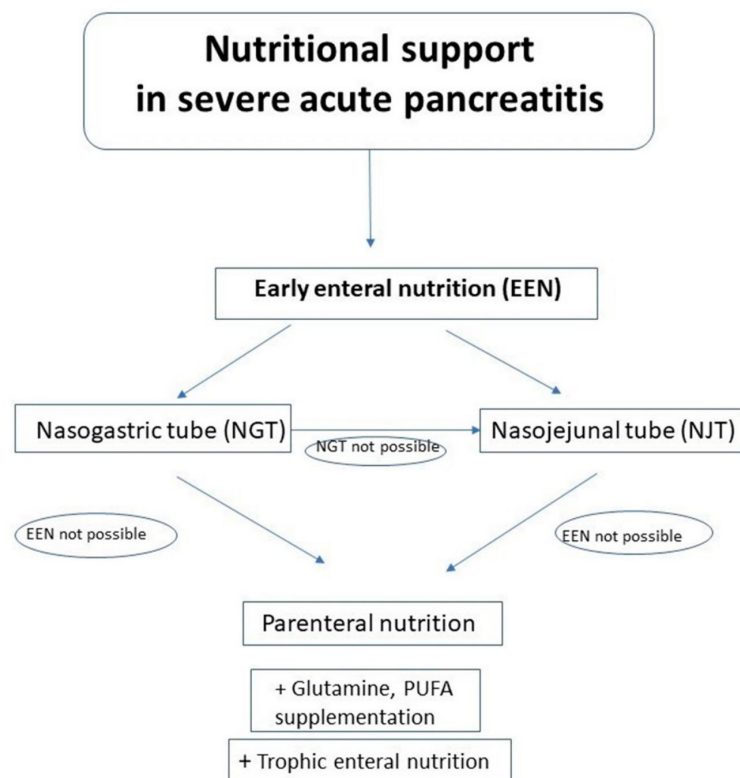 Nutritional support
in severe acute pancreatitis
Early enteral nutrition (EEN)
Nasogastric tube (NGT)
NGT not possible
Nasojejunal tube (NJT)
EEN not possible
EEN not possible
Parenteral nutrition
+ Glutamine, PUFA
supplementation
+ Trophic enteral nutrition